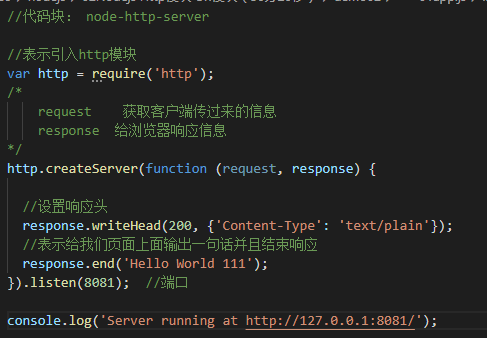 //代码块: node-http-server
//表示引入http模块
var http = require('http');
/*
request    获取客户端传过来的信息
response  给浏览器响应信息
*/
http.createServer(function (request, response) {
//设置响应头
response.writeHead(200, {'Content-Type': 'text/plain'});
//表示给我们页面上面输出一句话并且结束响应
response.end('Hello World 111');
}).listen(8081);  //端口
console.log('Server running at http://127.0.0.1:8081/');